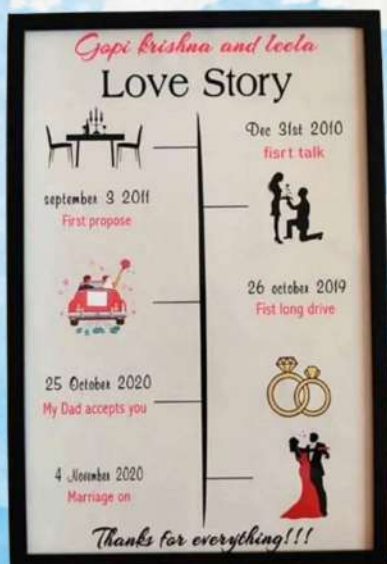 Gopi krishna and leela
Love Story
Dec 31st 2010
fisrt talk
september 3 2011
First propose
26 october 2019
Fist long drive
25 October 2020
My Dad accepts you
4 November 2020
Marriage on
Thanks for everything!!!